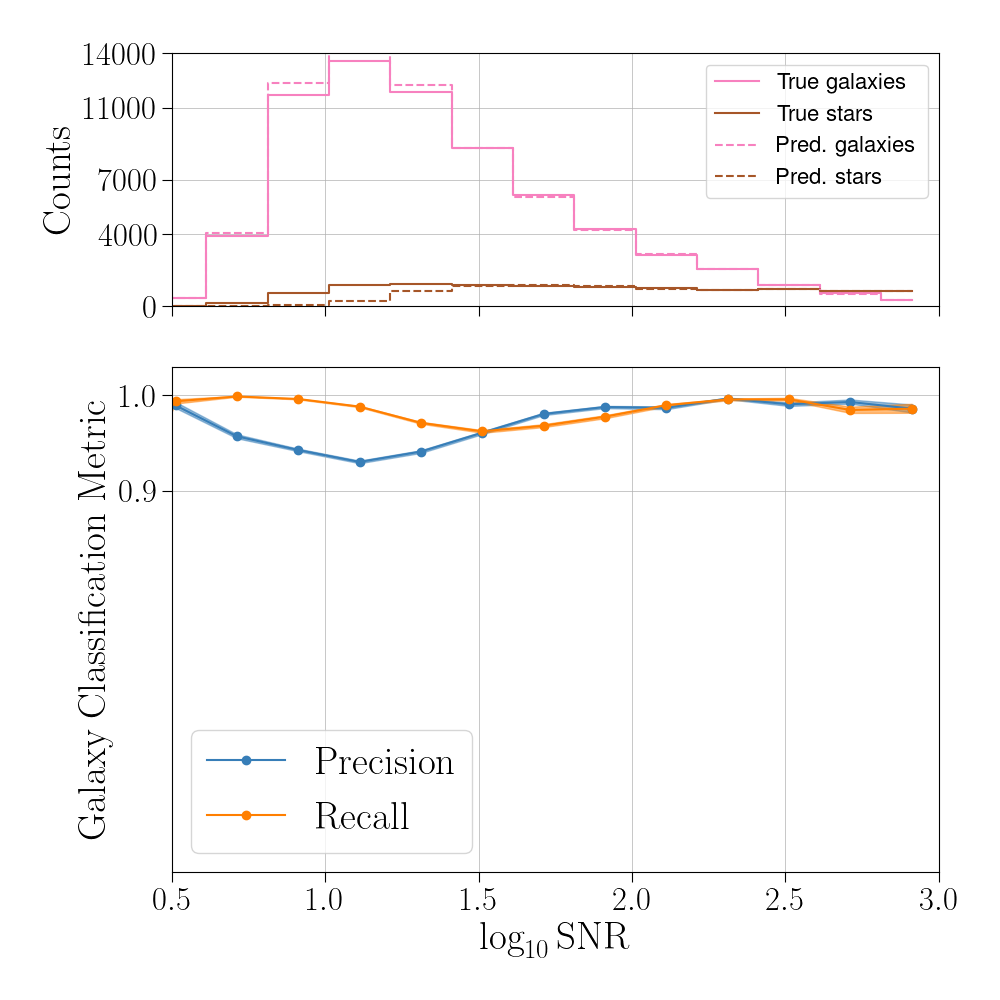 14000
11000
7000
4000
0
Counts
True galaxies
True stars
Pred. galaxies
Pred. stars
1.0
0.9
Galaxy Classification Metric
Precision
Recall
0.5 1.0 1.5 2.0 2.5 3.0
log₁₀ SNR